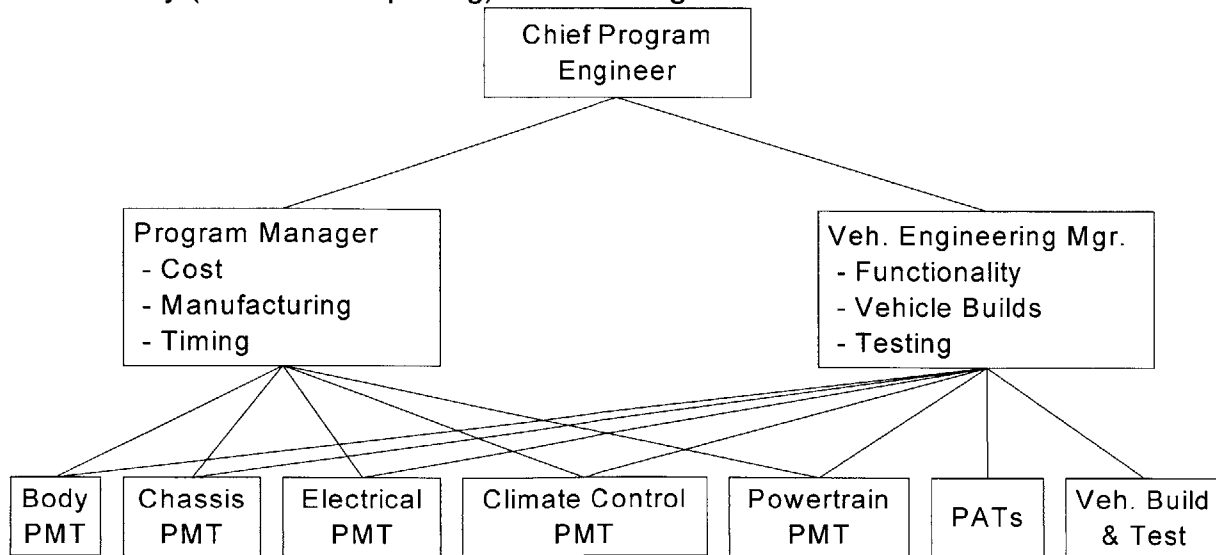 Chief Program
Engineer
Program Manager
- Cost
- Manufacturing
- Timing
Veh. Engineering Mgr.
- Functionality
- Vehicle Builds
- Testing
Body
PMT
Chassis
PMT
Electrical
PMT
Climate Control
PMT
Powertrain
PMT
PATs
Veh. Build
& Test